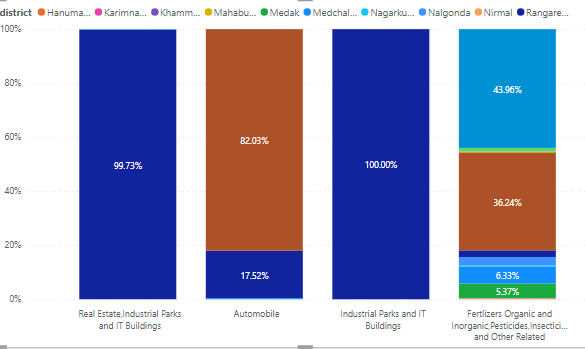 district Hanuma... Karimna... Khamm... Mahabu... Medak Medchal... Nagarku... Nalgonda Nirmal Rangare...
100%
80%
60%
40%
20%
0%
99.73%
82.03%
17.52%
100.00%
43.96%
36.24%
6.33%
5.37%
Real Estate,Industrial Parks
and IT Buildings
Automobile
Industrial Parks and IT
Buildings
Fertlizers Organic and
Inorganic,Pesticides,Insectici...
and Other Related